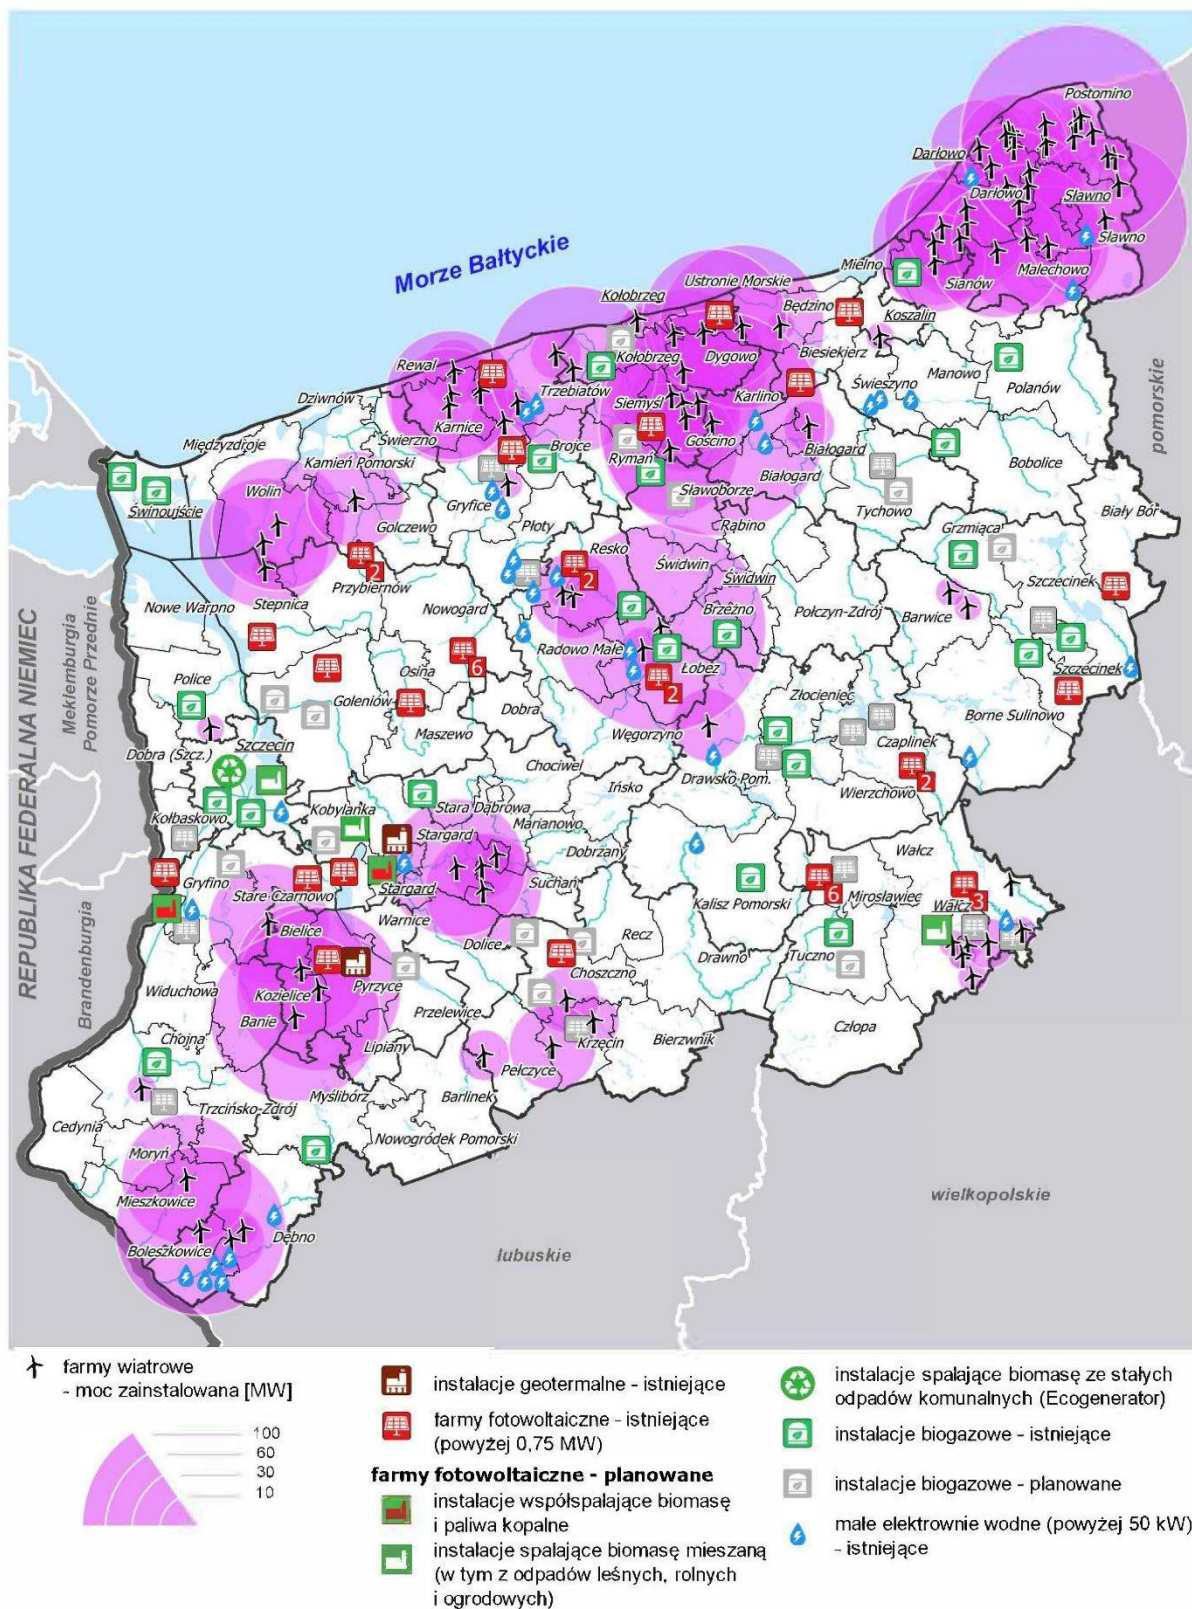 Postomino
Darłowo
Darłowo
Sławno
Sławno
Malechowo
Sianów
Mielno
Koszalin
Morze Bałtyckie
Ustronie Morskie
Kołobrzeg
Będzino
Kołobrzeg
Dygowo
Biesiekierz
Rewal
Trzebiatów
Manowo
Polanów
Świeszyno
Karlino
Siemyśl
Dziwnów
Karnice
Gościno
Świerzno
Brojce
Rymań
Białogard
Międzyzdroje
Kamień Pomorski
Bobolice
Białogard
Wolin
Gryfice
Sławoborze
Tychowo
Świnoujście
Golczewo
Płoty
Rąbino
Grzmiąca
Biały Bór
Resko
Świdwin
Świdwin
Szczecinek
Przybiernów
Nowe Warpno
Stepnica
Nowogard
Brzeżno
Połczyn-Zdrój
Barwice
Radowo Małe
Osina
Łobez
Szczecinek
Police
Goleniów
Dobra
Złocieniec
Borne Sulinowo
Węgorzyno
Czaplinek
Maszewo
Dobra (Szcz.)
Szczecin
Chociwel
Drawsko Pom.
Ińsko
Wierzchowo
Kołbaskowo
Kobylanka
Stara Dąbrowa
Marianowo
Stargard
Dobrzany
Wałcz
Gryfino
Stare Czarnowo
Stargard
Suchań
Kalisz Pomorski
Mirosławiec
Wałcz
Warnice
Bielice
Dolice
Recz
Drawno
Tuczno
Widuchowa
Kozielice
Pyrzyce
Choszczno
Banie
Przelewice
Człopa
Chojna
Lipiany
Krzęcin
Bierzwnik
Pełczyce
Trzcińsko-Zdrój
Myślibórz
Barlinek
Cedynia
Nowogródek Pomorski
Moryń
Mieszkowice
Boleszkowice
Dębno
2
2
6
2
2
6
3
pomorskie
wielkopolskie
lubuskie
REPUBLIKA FEDERALNA NIEMIEC
Meklemburgia
Pomorze Przednie
Brandenburgia
farmy wiatrowe
- moc zainstalowana [MW]
100
60
30
10
instalacje geotermalne - istniejące
farmy fotowoltaiczne - istniejące
(powyżej 0,75 MW)
farmy fotowoltaiczne - planowane
instalacje współspalające biomasę
i paliwa kopalne
instalacje spalające biomasę mieszaną
(w tym z odpadów leśnych, rolnych
i ogrodowych)
instalacje spalające biomasę ze stałych
odpadów komunalnych (Ecogenerator)
instalacje biogazowe - istniejące
instalacje biogazowe - planowane
małe elektrownie wodne (powyżej 50 kW)
- istniejące